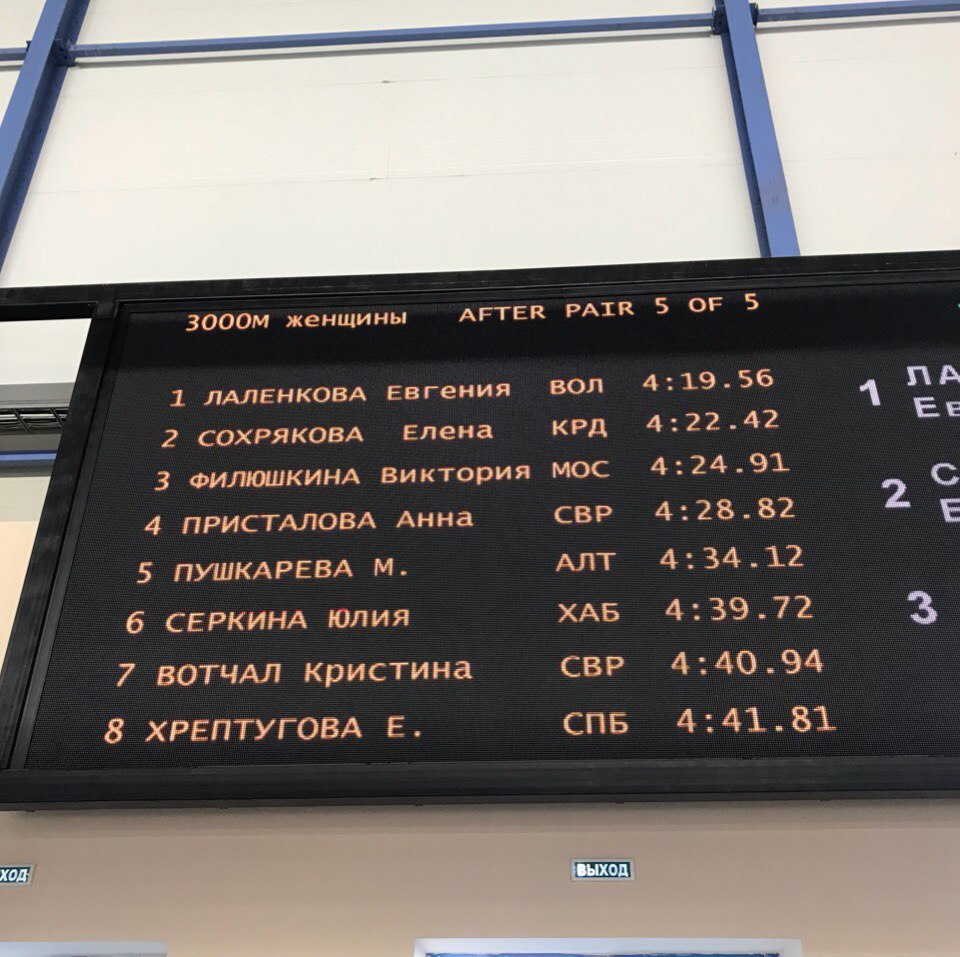 3000м женщины AFTER PAIR 5 OF 5
1 ЛАЛЕНКОВА Евгения ВОЛ 4:19.56
2 СОХРЯКОВА Елена КРД 4:22.42
3 ФИЛЮШКИНА Виктория МОС 4:24.91
4 ПРИСТАЛОВА Анна СВР 4:28.82
5 ПУШКАРЕВА М. АЛТ 4:34.12
6 СЕРКИНА Юлия ХАБ 4:39.72
7 ВОТЧАЛ Кристина СВР 4:40.94
8 ХРЕПТУГОВА Е. СПБ 4:41.81
1
2
3
ВЫХОД